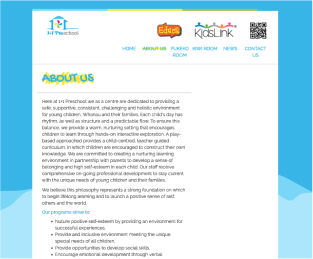 1+1 Preschool
Edge
KidsLink
HOME ABOUT US PUKEKO ROOM KIWI ROOM NEWS CONTACT US
ABOUT US
Here at 1+1 Preschool we as a centre are dedicated to providing a
safe, supportive, consistent, challenging and holistic environment
for young children, Whanau and their families. Each child's day has
rhythm, as well as structure and a predictable flow. To ensure this
balance, we provide a warm, nurturing setting that encourages
children to learn through hands-on interactive exploration. A play-
based approached provides a child-centred, teacher guided
curriculum, in which children are encouraged to construct their own
knowledge. We are committed to creating a nurturing learning
environment in partnership with parents to develop a sense of
belonging and high self-esteem in each child. Our staff receive
comprehensive on-going professional development to stay current
with the unique needs of young children and their families.
We believe this philosophy represents a strong foundation on which
to begin lifelong learning and to launch a positive sense of self,
others and the world.
Our programs aims to:
Nurture positive self-esteem by providing an environment for
successful experiences.
Provide and inclusive environment meeting the unique
special needs of all children.
Provide opportunities to develop social skills.
Encourage emotional development through verbal